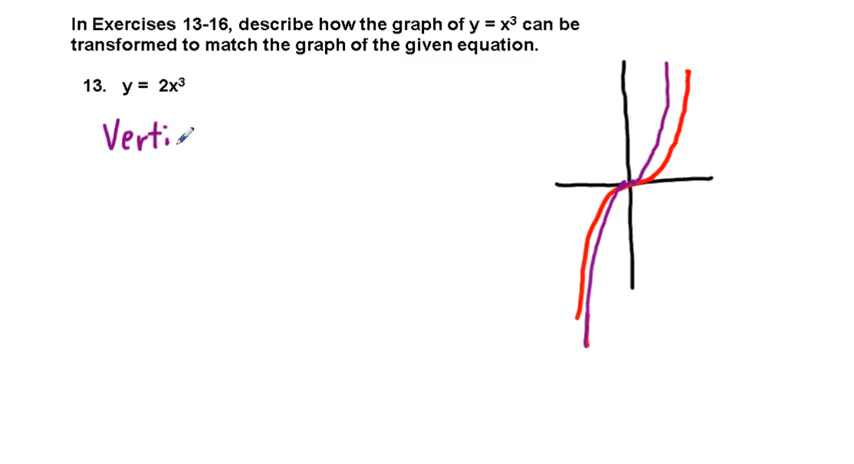 In Exercises 13-16, describe how the graph of y = x³ can be
transformed to match the graph of the given equation.
13. y = 2x³
Verti